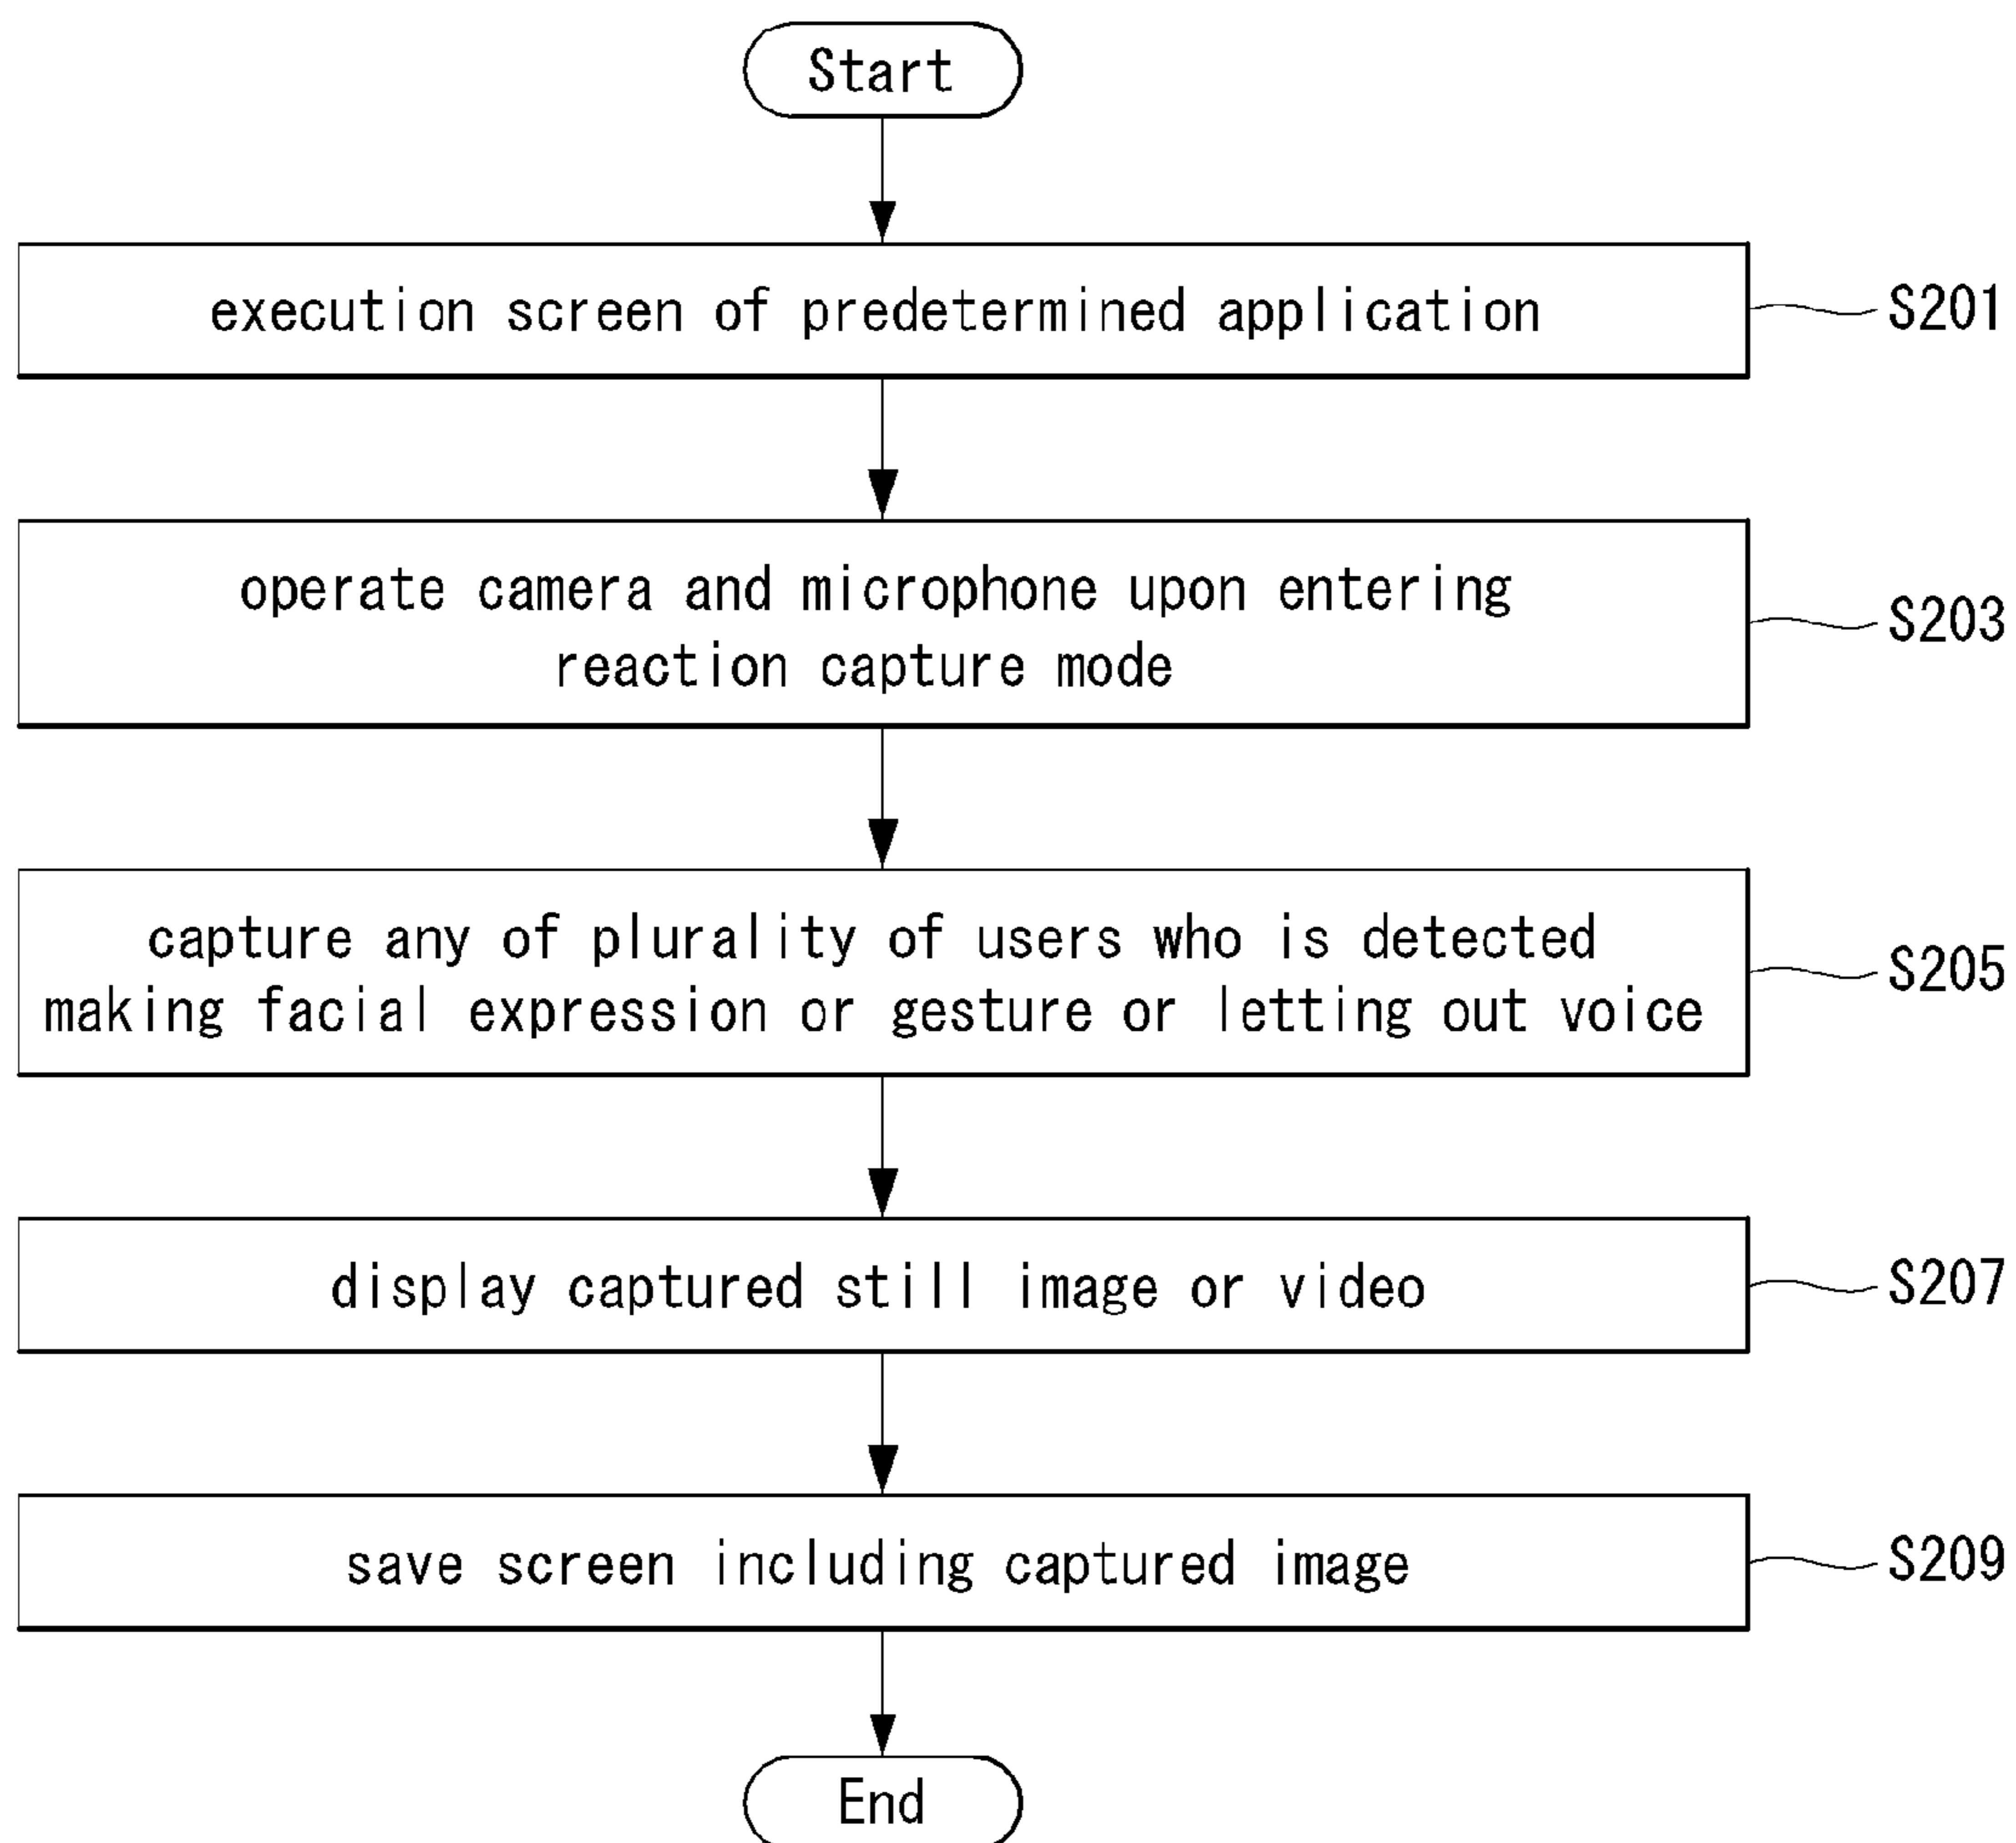 Start
execution screen of predetermined application
S201
operate camera and microphone upon entering
reaction capture mode
S203
capture any of plurality of users who is detected
making facial expression or gesture or letting out voice
S205
display captured still image or video
S207
save screen including captured image
S209
End